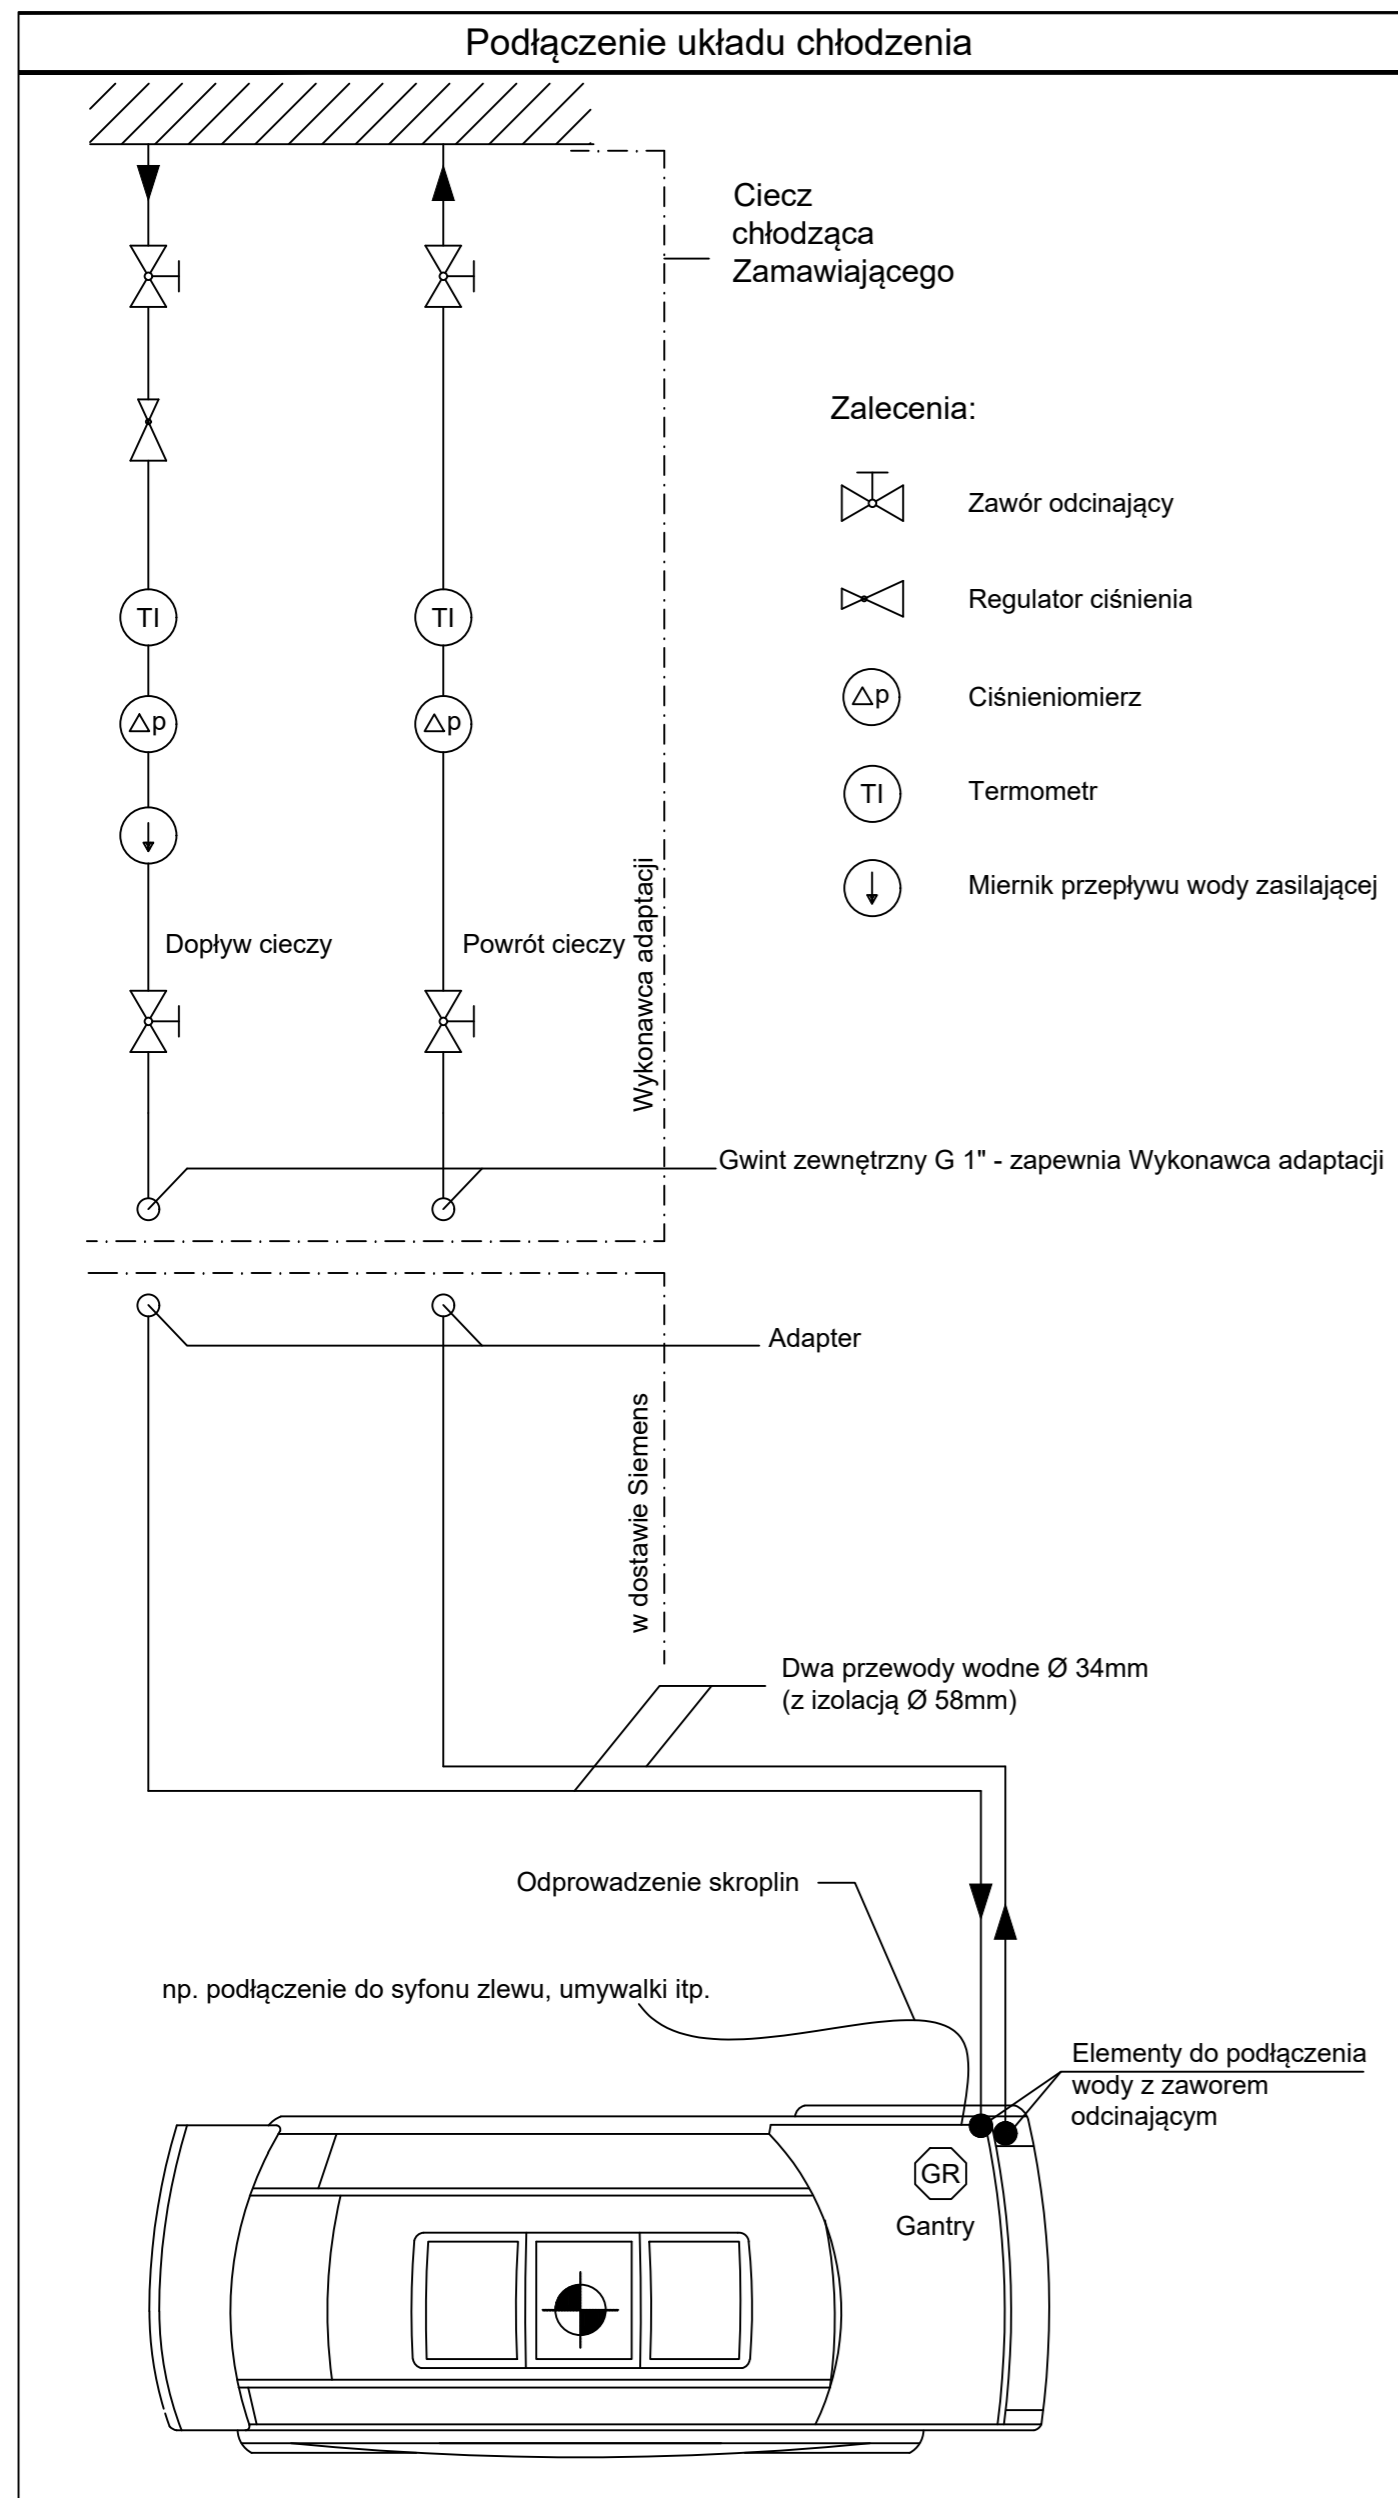 Podłączenie układu chłodzenia
Ciecz
chłodząca
Zamawiającego
Zalecenia:
Zawór odcinający
Regulator ciśnienia
TI
TI
△p
Ciśnieniomierz
△p
△p
TI
Termometr
Miernik przepływu wody zasilającej
Dopływ cieczy
Powrót cieczy
Wykonawca adaptacji
Gwint zewnętrzny G 1" - zapewnia Wykonawca adaptacji
Adapter
w dostawie Siemens
Dwa przewody wodne Ø 34mm
(z izolacją Ø 58mm)
Odprowadzenie skroplin
np. podłączenie do syfonu zlewu, umywalki itp.
Elementy do podłączenia
wody z zaworem
odcinającym
GR
Gantry